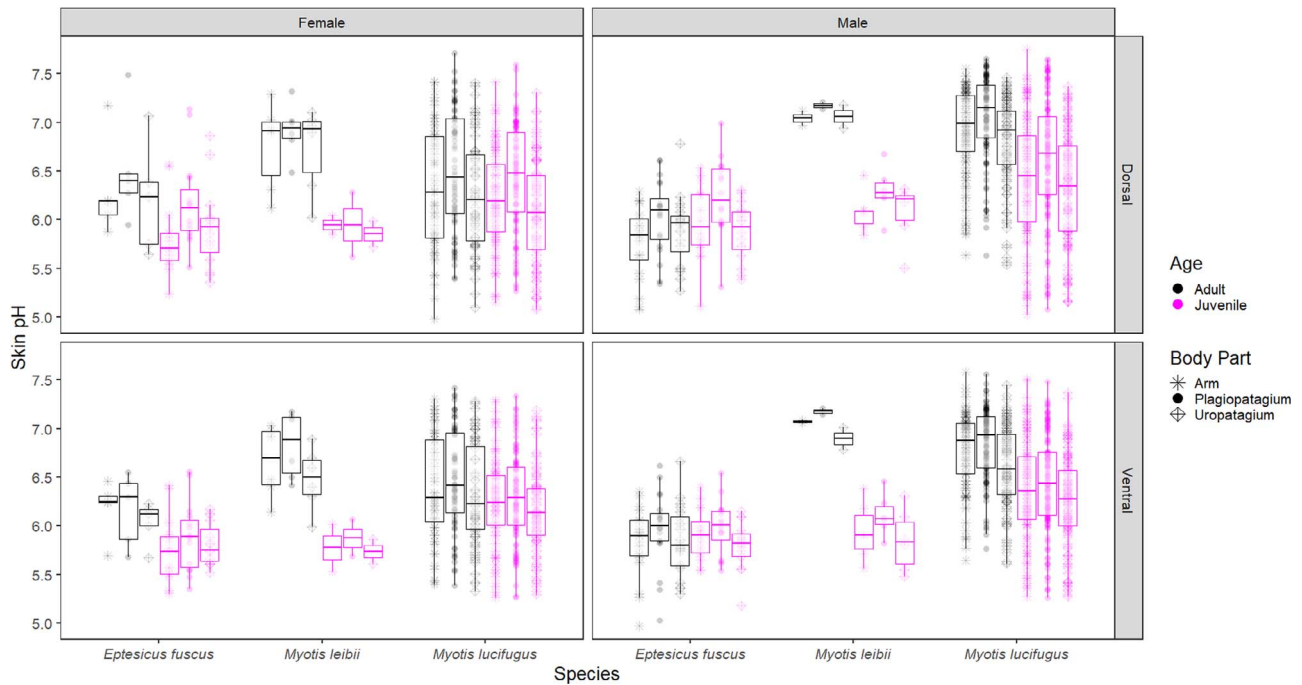 Female
Male
7.5
7.0
6.5
6.0
5.5
5.0
Dorsal
Skin pH
7.5
7.0
6.5
6.0
5.5
5.0
Ventral
Eptesicus fuscus
Myotis leibii
Myotis lucifugus
Eptesicus fuscus
Myotis leibii
Myotis lucifugus
Species
Age
Adult
Juvenile
Body Part
Arm
Plagiopatagium
Uropatagium